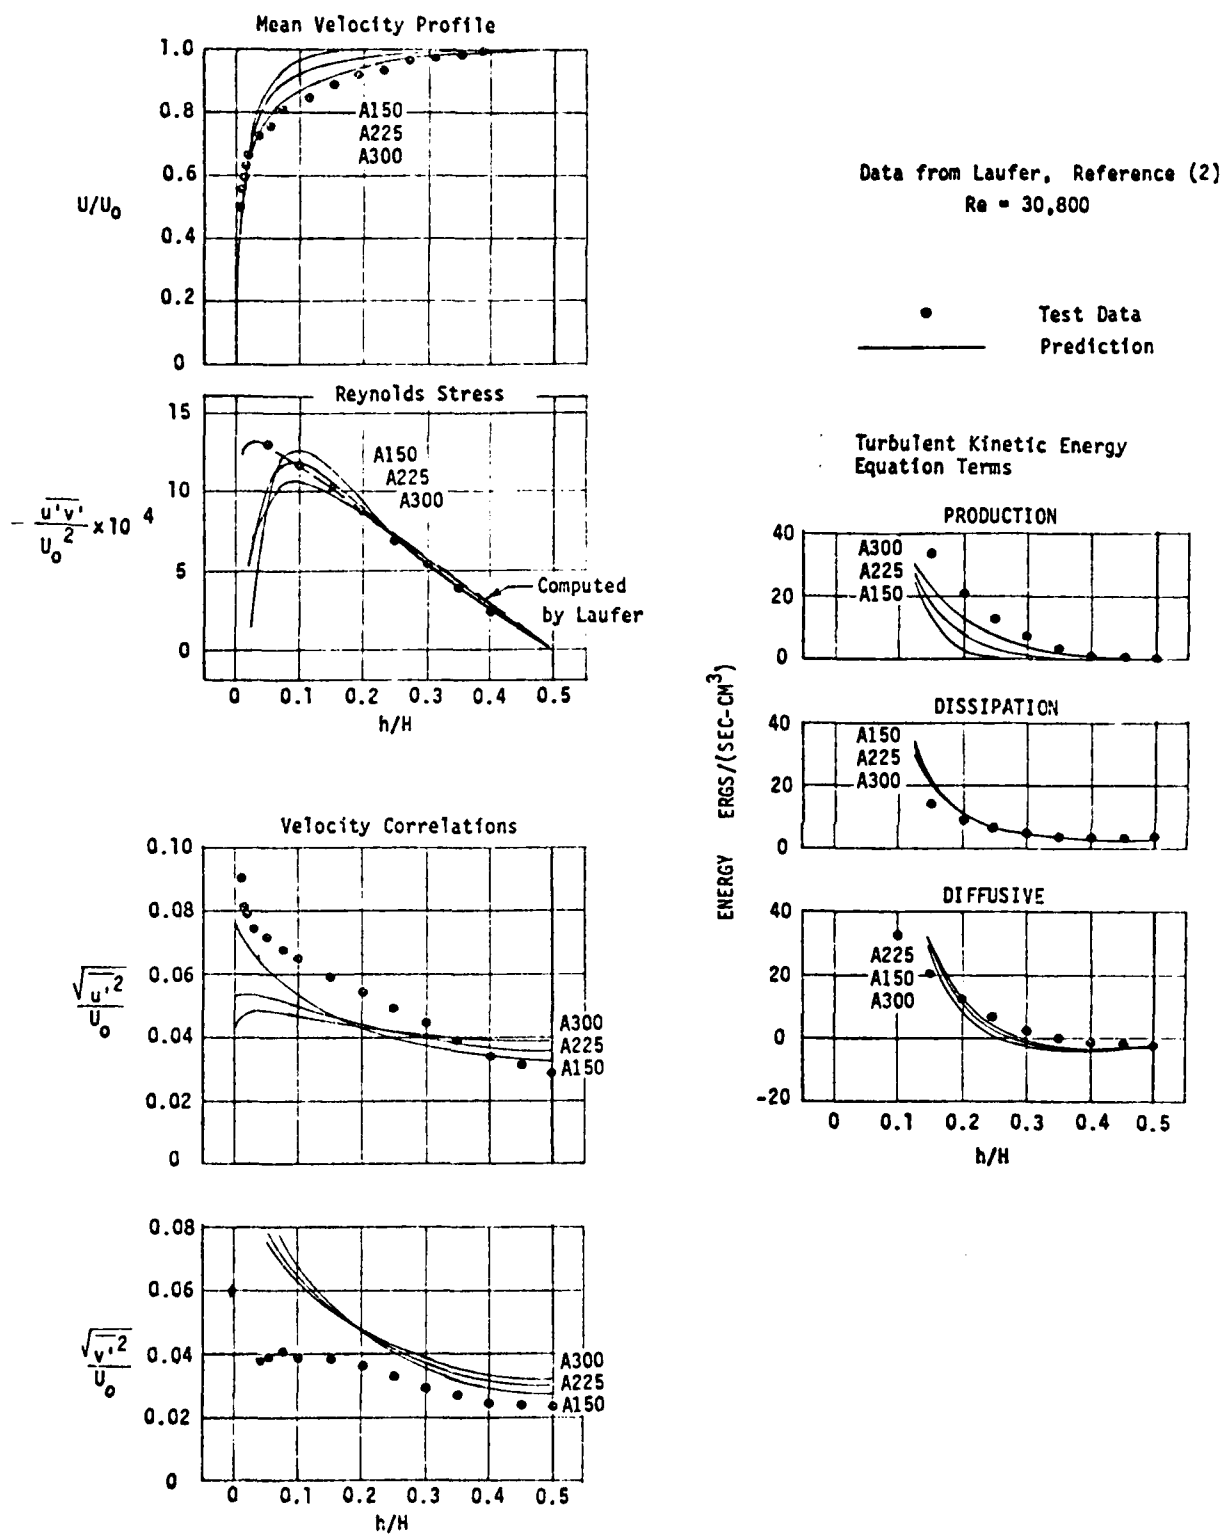 Mean Velocity Profile
1.0
0.8
0.6
0.4
0.2
0
U/U₀
A150
A225
A300
Reynolds Stress
15
10
5
0
- u'v' / U₀² ×10⁴
A150
A225
A300
Computed
by Laufer
0 0.1 0.2 0.3 0.4 0.5
h/H
Velocity Correlations
0.10
0.08
0.06
0.04
0.02
0
√u'² / U₀
A300
A225
A150
0.08
0.06
0.04
0.02
0
√v'² / U₀
A300
A225
A150
0 0.1 0.2 0.3 0.4 0.5
h/H
Data from Laufer, Reference (2)
Re = 30,800
Test Data
Prediction
Turbulent Kinetic Energy
Equation Terms
ENERGY ERGS/(SEC-CM³)
PRODUCTION
40
20
0
A300
A225
A150
DISSIPATION
40
20
0
A150
A225
A300
DIFFUSIVE
40
20
0
-20
A225
A150
A300
0 0.1 0.2 0.3 0.4 0.5
h/H